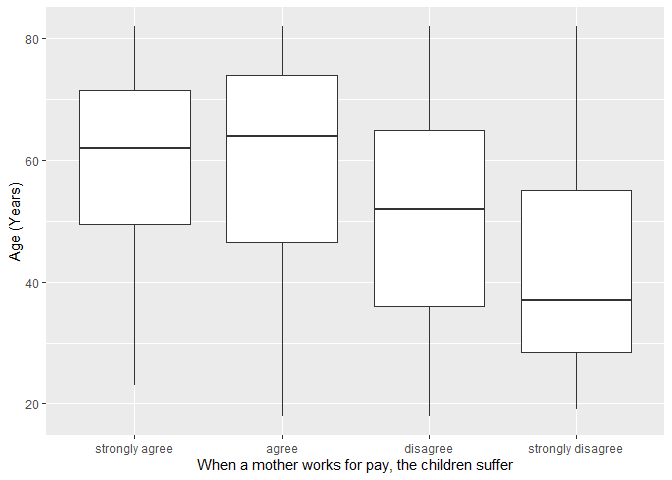 80
60
40
20
Age (Years)
strongly agree
agree
disagree
strongly disagree
When a mother works for pay, the children suffer